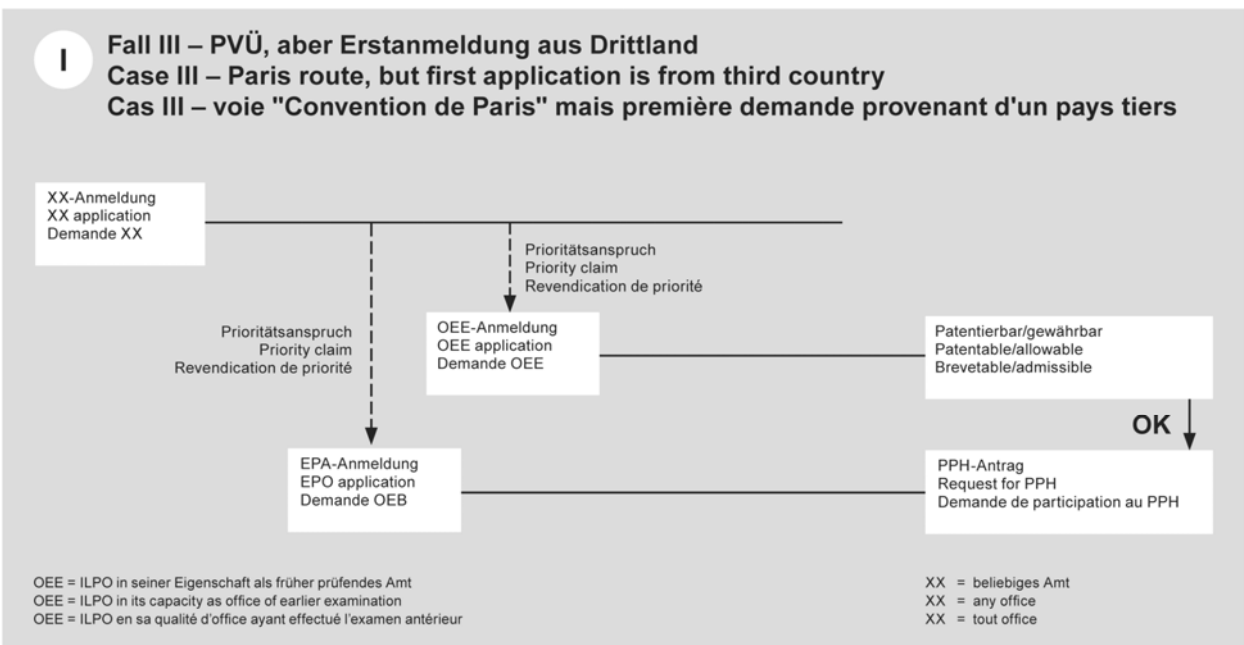 I
Fall III – PVÜ, aber Erstanmeldung aus Drittland
Case III – Paris route, but first application is from third country
Cas III – voie "Convention de Paris" mais première demande provenant d'un pays tiers
XX-Anmeldung
XX application
Demande XX
Prioritätsanspruch
Priority claim
Revendication de priorité
OEE-Anmeldung
OEE application
Demande OEE
Patentierbar/gewährbar
Patentable/allowable
Brevetable/admissible
Prioritätsanspruch
Priority claim
Revendication de priorité
OK
EPA-Anmeldung
EPO application
Demande OEB
PPH-Antrag
Request for PPH
Demande de participation au PPH
OEE = ILPO in seiner Eigenschaft als früher prüfendes Amt
OEE = ILPO in its capacity as office of earlier examination
OEE = ILPO en sa qualité d'office ayant effectué l'examen antérieur
XX = beliebiges Amt
XX = any office
XX = tout office